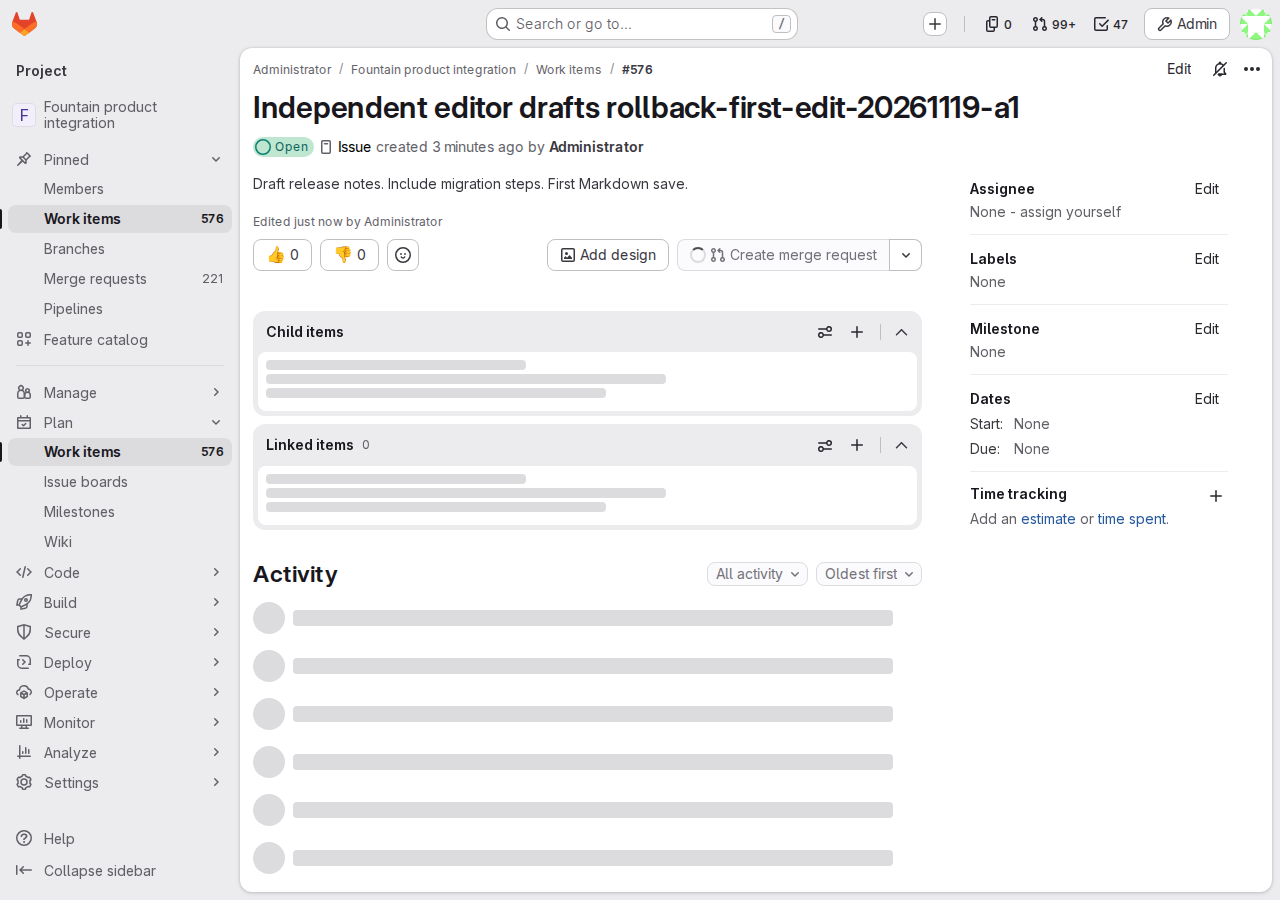 Search or go to...
/
0
99+
47
Admin
Project
F
Fountain product
integration
Pinned
Members
Work items 576
Branches
Merge requests 221
Pipelines
Feature catalog
Manage
Plan
Work items 576
Issue boards
Milestones
Wiki
Code
Build
Secure
Deploy
Operate
Monitor
Analyze
Settings
Help
Collapse sidebar
Administrator / Fountain product integration / Work items / #576
Edit
Independent editor drafts rollback-first-edit-20261119-a1
Open Issue created 3 minutes ago by Administrator
Draft release notes. Include migration steps. First Markdown save.
Edited just now by Administrator
👍 0 👎 0
Add design
Create merge request
Child items
Linked items 0
Activity
All activity
Oldest first
Assignee Edit
None - assign yourself
Labels Edit
None
Milestone Edit
None
Dates Edit
Start: None
Due: None
Time tracking
Add an estimate or time spent.